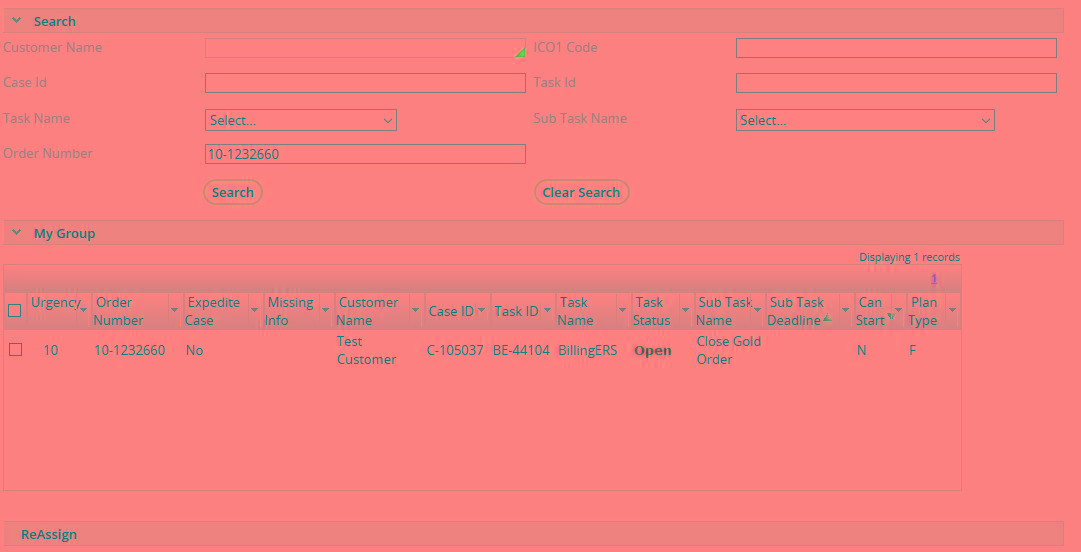 Search
Customer Name ICO1 Code
Case Id Task Id
Task Name Select... Sub Task Name Select...
Order Number 10-1232660
Search Clear Search
My Group
Displaying 1 records
1
Urgency Order Number Expedite Case Missing Info Customer Name Case ID Task ID Task Name Task Status Sub Task Name Sub Task Deadline Can Start Plan Type
10 10-1232660 No Test Customer C-105037 BE-44104 BillingERS Open Close Gold Order N F
ReAssign